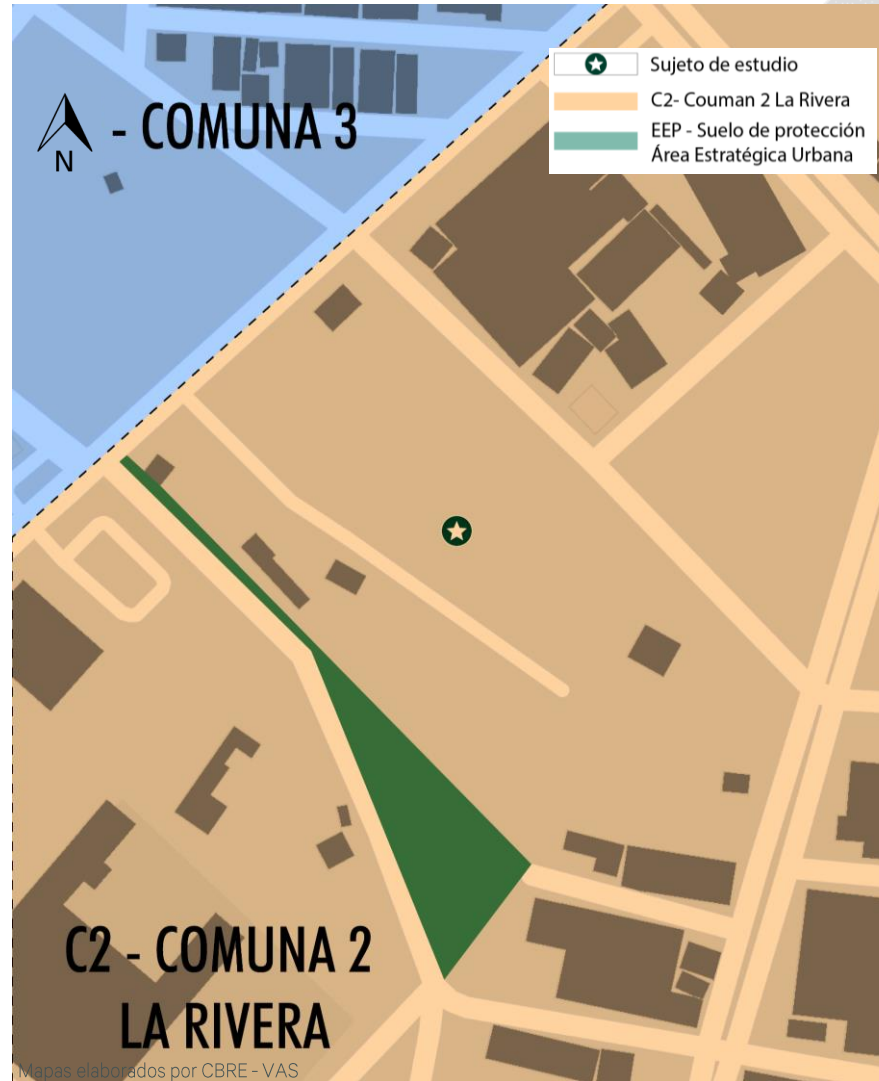 Sujeto de estudio
C2- Couman 2 La Rivera
EEP - Suelo de protección
Área Estratégica Urbana
- COMUNA 3
N
C2 - COMUNA 2
LA RIVERA
Mapas elaborados por CBRE - VAS